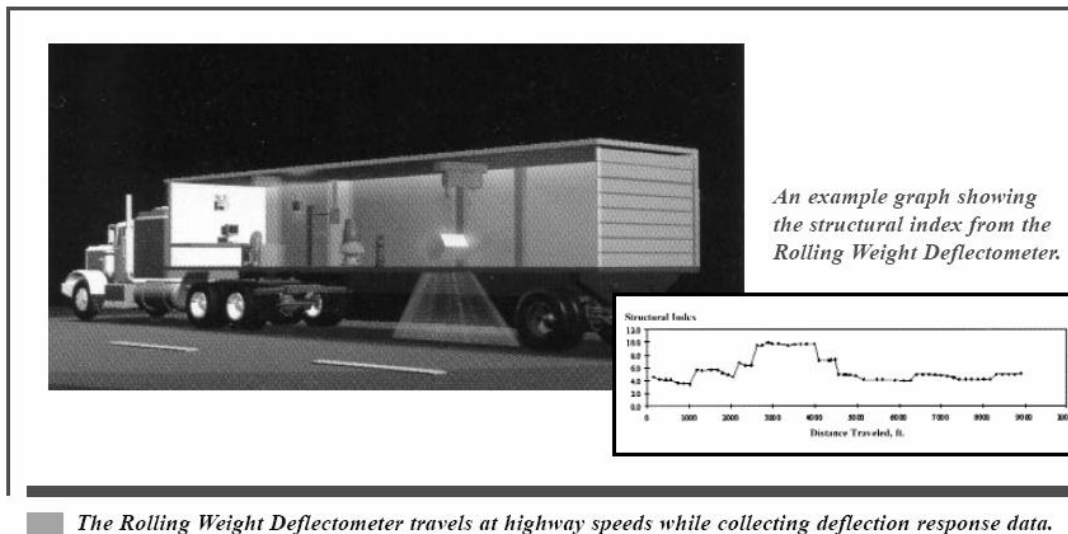 An example graph showing
the structural index from the
Rolling Weight Deflectometer.
Structural Index
12.0
10.0
8.0
6.0
4.0
2.0
0.0
0 1000 2000 3000 4000 5000 6000 7000 8000 9000
Distance Traveled, ft.
The Rolling Weight Deflectometer travels at highway speeds while collecting deflection response data.